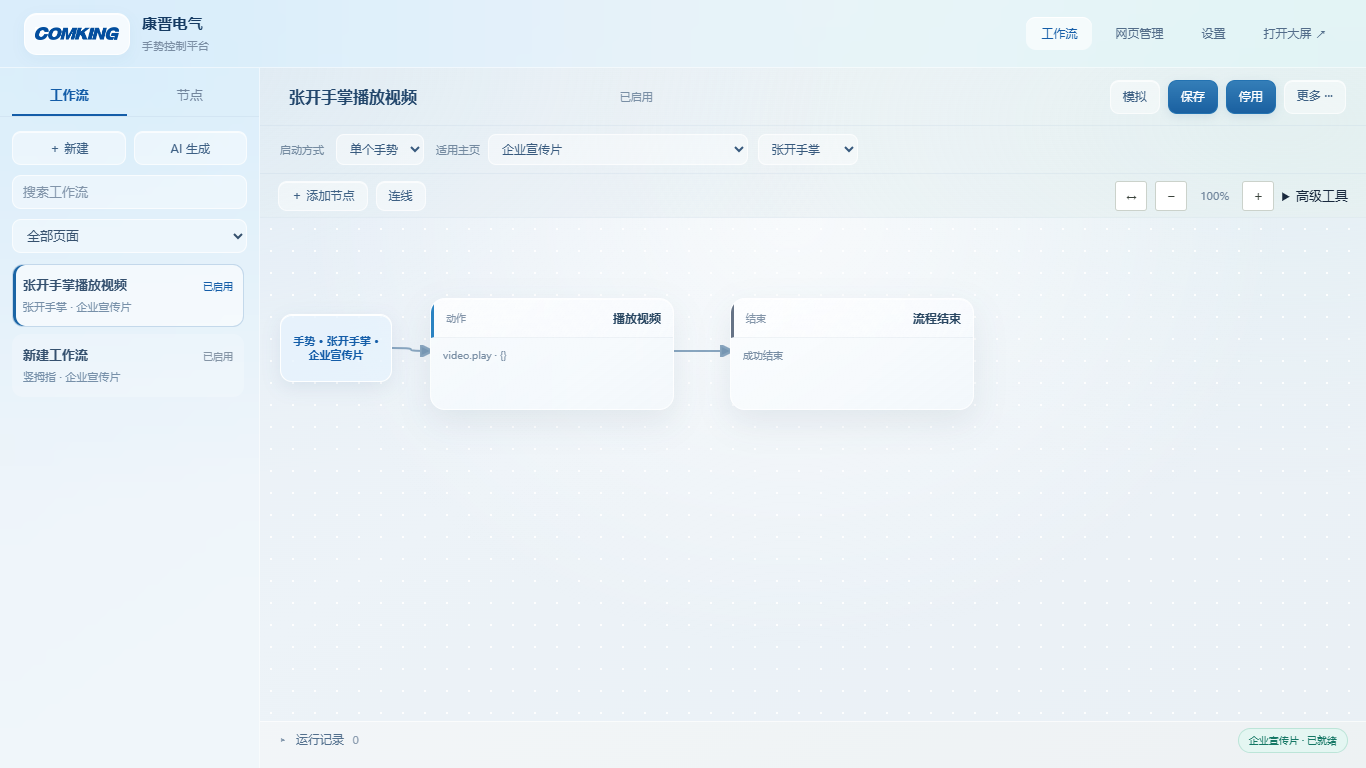 COMKING
康晋电气
手势控制平台
工作流
网页管理
设置
打开大屏 ↗
工作流
节点
+ 新建
AI 生成
搜索工作流
全部页面
张开手掌播放视频
已启用
张开手掌 · 企业宣传片
新建工作流
已启用
竖拇指 · 企业宣传片
张开手掌播放视频
已启用
模拟
保存
停用
更多 ···
启动方式
单个手势
适用主页
企业宣传片
张开手掌
+ 添加节点
连线
↔
−
100%
+
▶ 高级工具
手势 • 张开手掌 •
企业宣传片
动作
播放视频
video.play · {}
结束
流程结束
成功结束
▸ 运行记录 0
企业宣传片 · 已就绪